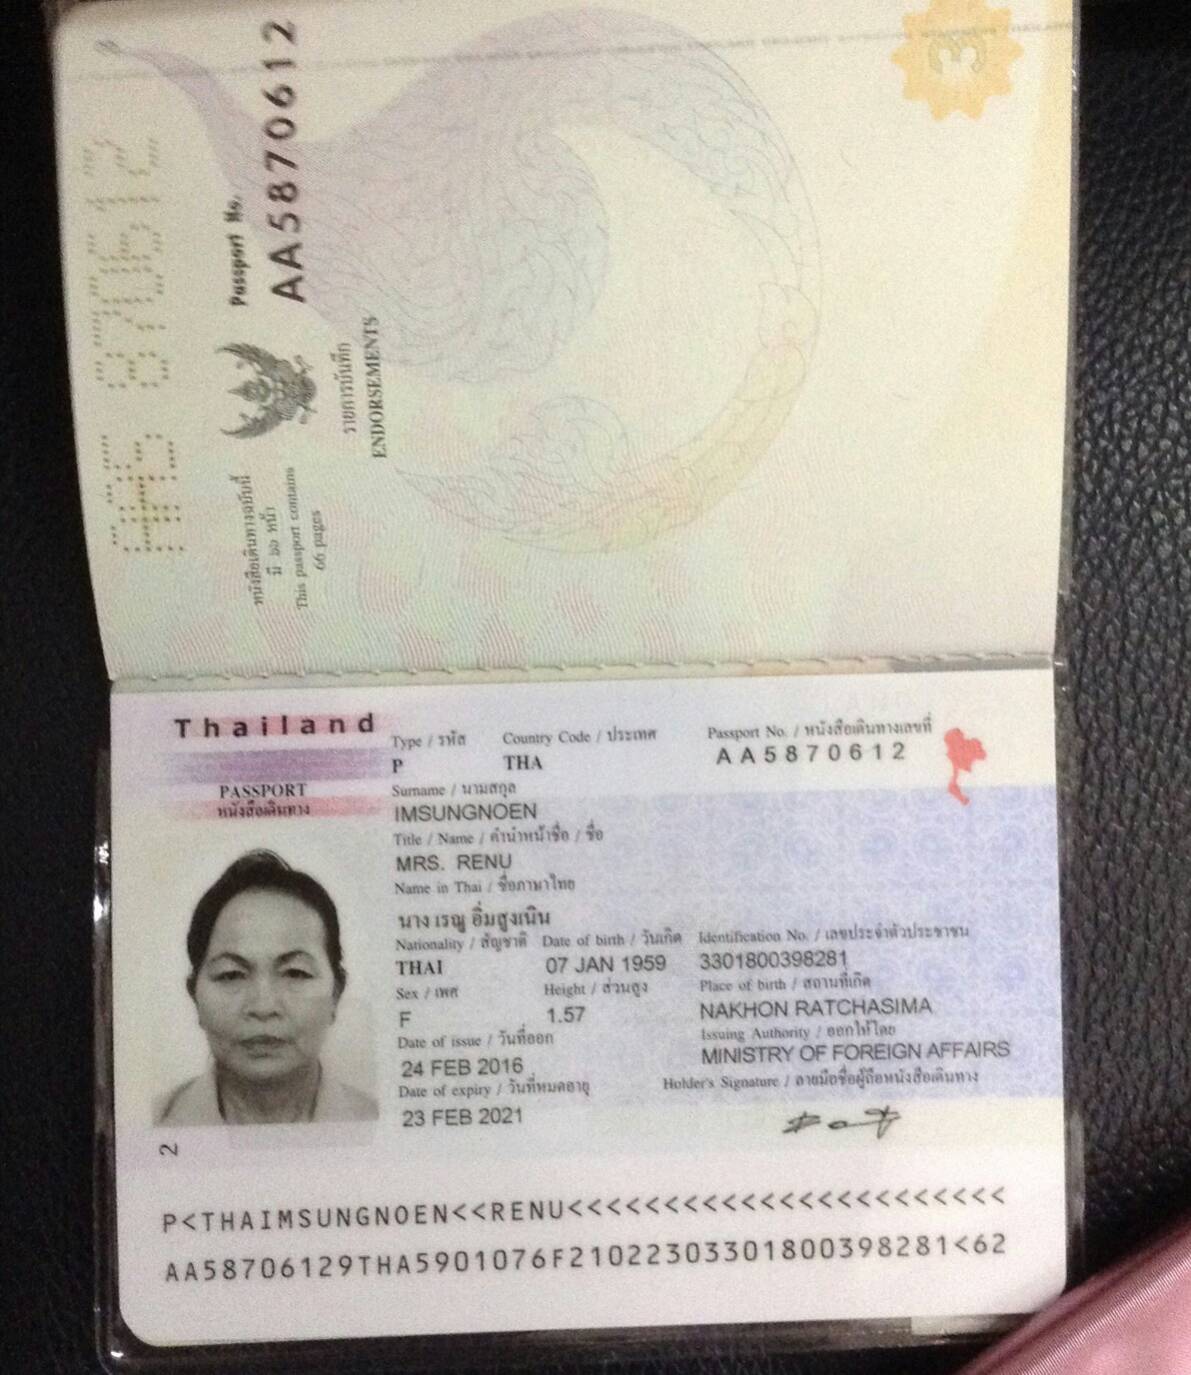 Passport No.
AA5870612
หนังสือเดินทางฉบับนี้
มี ๖๖ หน้า
This passport contains
66 pages
รายการบันทึก
ENDORSEMENTS
3
Thailand
PASSPORT
หนังสือเดินทาง
Type / รหัส Country Code / ประเทศ Passport No. / หนังสือเดินทางเลขที่
P THA AA5870612
Surname / นามสกุล
IMSUNGNOEN
Title / Name / คำนำหน้าชื่อ / ชื่อ
MRS. RENU
Name in Thai / ชื่อภาษาไทย
นาง เรณู อิ่มสูงเนิน
Nationality / สัญชาติ Date of birth / วันเกิด Identification No. / เลขประจำตัวประชาชน
THAI 07 JAN 1959 3301800398281
Sex / เพศ Height / ส่วนสูง Place of birth / สถานที่เกิด
F 1.57 NAKHON RATCHASIMA
Date of issue / วันที่ออก Issuing Authority / ออกให้โดย
24 FEB 2016 MINISTRY OF FOREIGN AFFAIRS
Date of expiry / วันที่หมดอายุ Holder's Signature / ลายมือชื่อผู้ถือหนังสือเดินทาง
23 FEB 2021
2
P<THAIMSUNGNOEN<<RENU<<<<<<<<<<<<<<<<<<<<<<<
AA58706129THA5901076F21022303301800398281<62